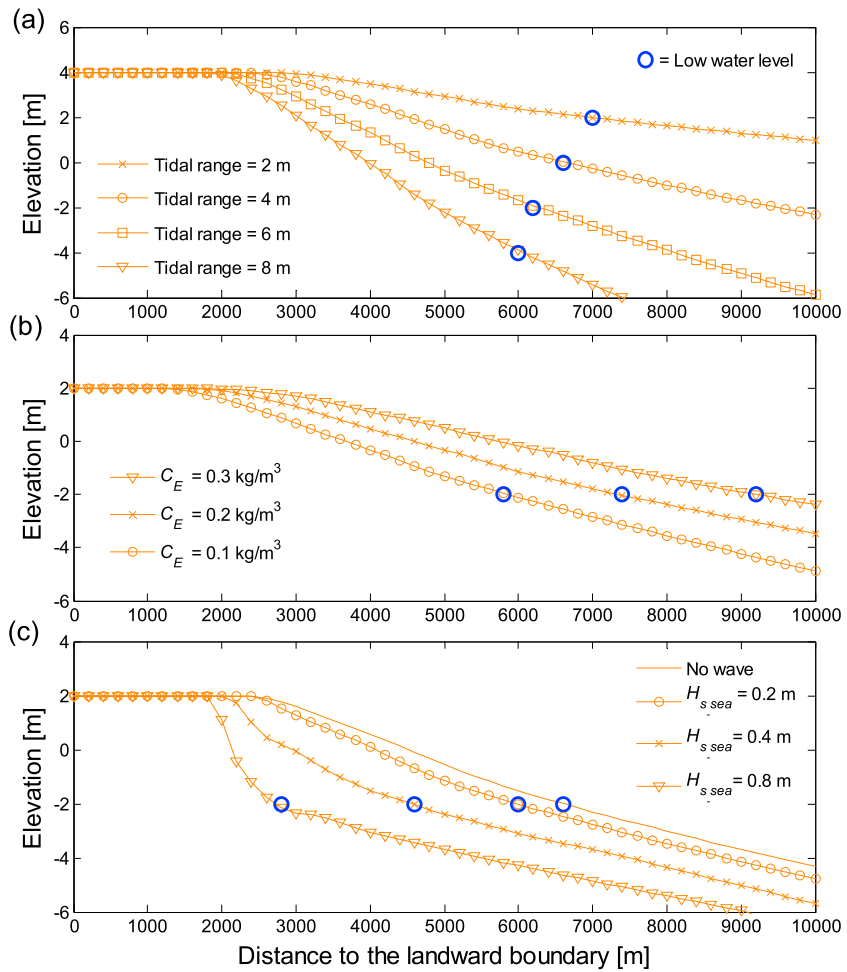 (a)
6
4
2
0
-2
-4
-6
Elevation [m]
= Low water level
Tidal range = 2 m
Tidal range = 4 m
Tidal range = 6 m
Tidal range = 8 m
0 1000 2000 3000 4000 5000 6000 7000 8000 9000 10000
(b)
4
2
0
-2
-4
-6
Elevation [m]
C_E = 0.3 kg/m³
C_E = 0.2 kg/m³
C_E = 0.1 kg/m³
0 1000 2000 3000 4000 5000 6000 7000 8000 9000 10000
(c)
4
2
0
-2
-4
-6
Elevation [m]
No wave
H_s_sea = 0.2 m
H_s_sea = 0.4 m
H_s_sea = 0.8 m
0 1000 2000 3000 4000 5000 6000 7000 8000 9000 10000
Distance to the landward boundary [m]